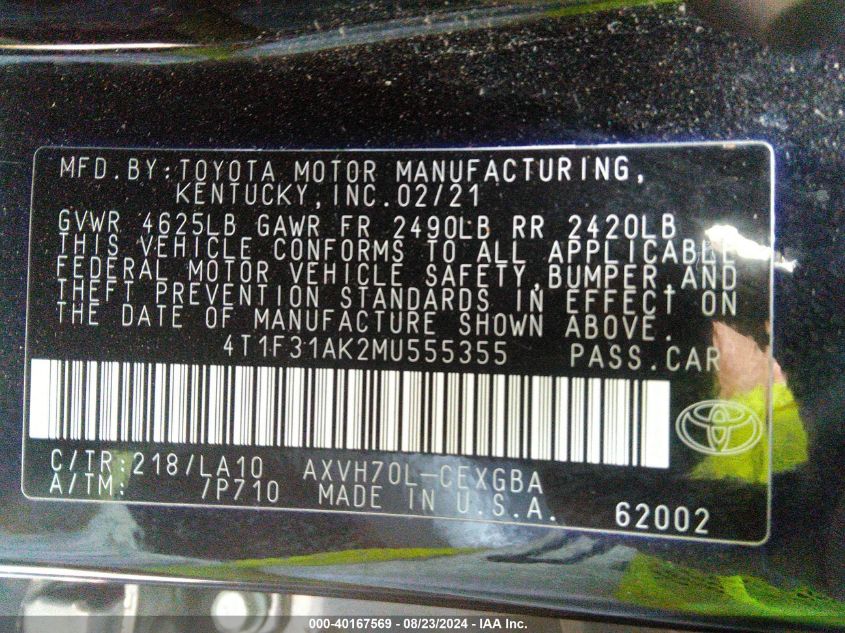 MFD.BY:TOYOTA MOTOR MANUFACTURING,
KENTUCKY,INC.02/21
GVWR 4625LB GAWR FR 2490LB RR 2420LB
THIS VEHICLE CONFORMS TO ALL APPLICABLE
FEDERAL MOTOR VEHICLE SAFETY,BUMPER,AND
THEFT PREVENTION STANDARDS IN EFFECT ON
THE DATE OF MANUFACTURE SHOWN ABOVE.
4T1F31AK2MU555355 PASS.CAR
C/TR:218/LA10 AXVH70L-CEXGBA
A/TM: /P710 MADE IN U.S.A. 62002
000-40167569 - 08/23/2024 - IAA Inc.